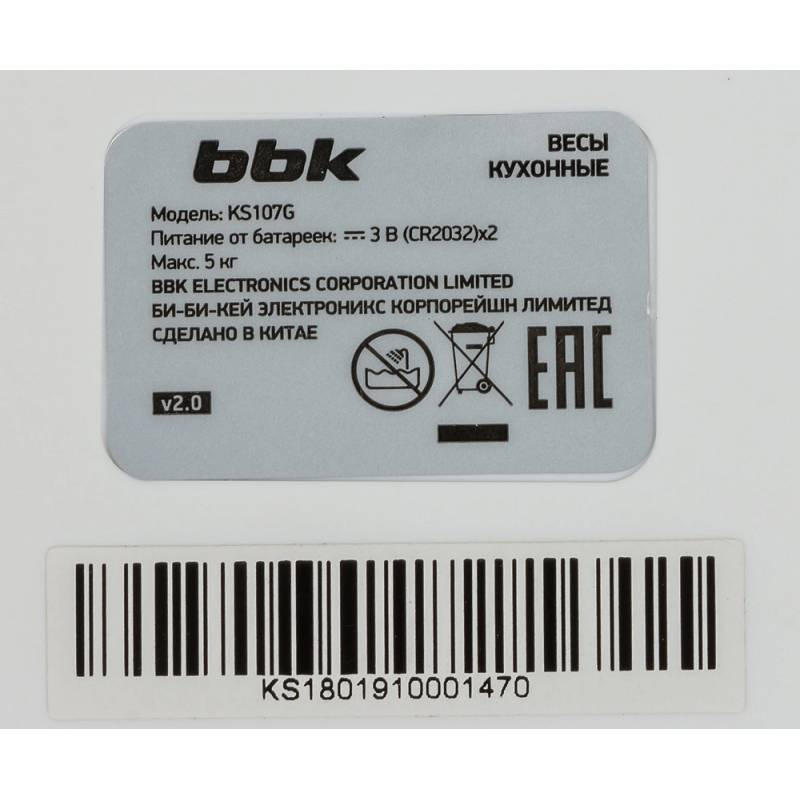 bbk
ВЕСЫ
КУХОННЫЕ
Модель: KS107G
Питание от батареек: ⎓ 3 В (CR2032)x2
Макс. 5 кг
BBK ELECTRONICS CORPORATION LIMITED
БИ-БИ-КЕЙ ЭЛЕКТРОНИКС КОРПОРЕЙШН ЛИМИТЕД
СДЕЛАНО В КИТАЕ
EAC
v2.0
KS1801910001470